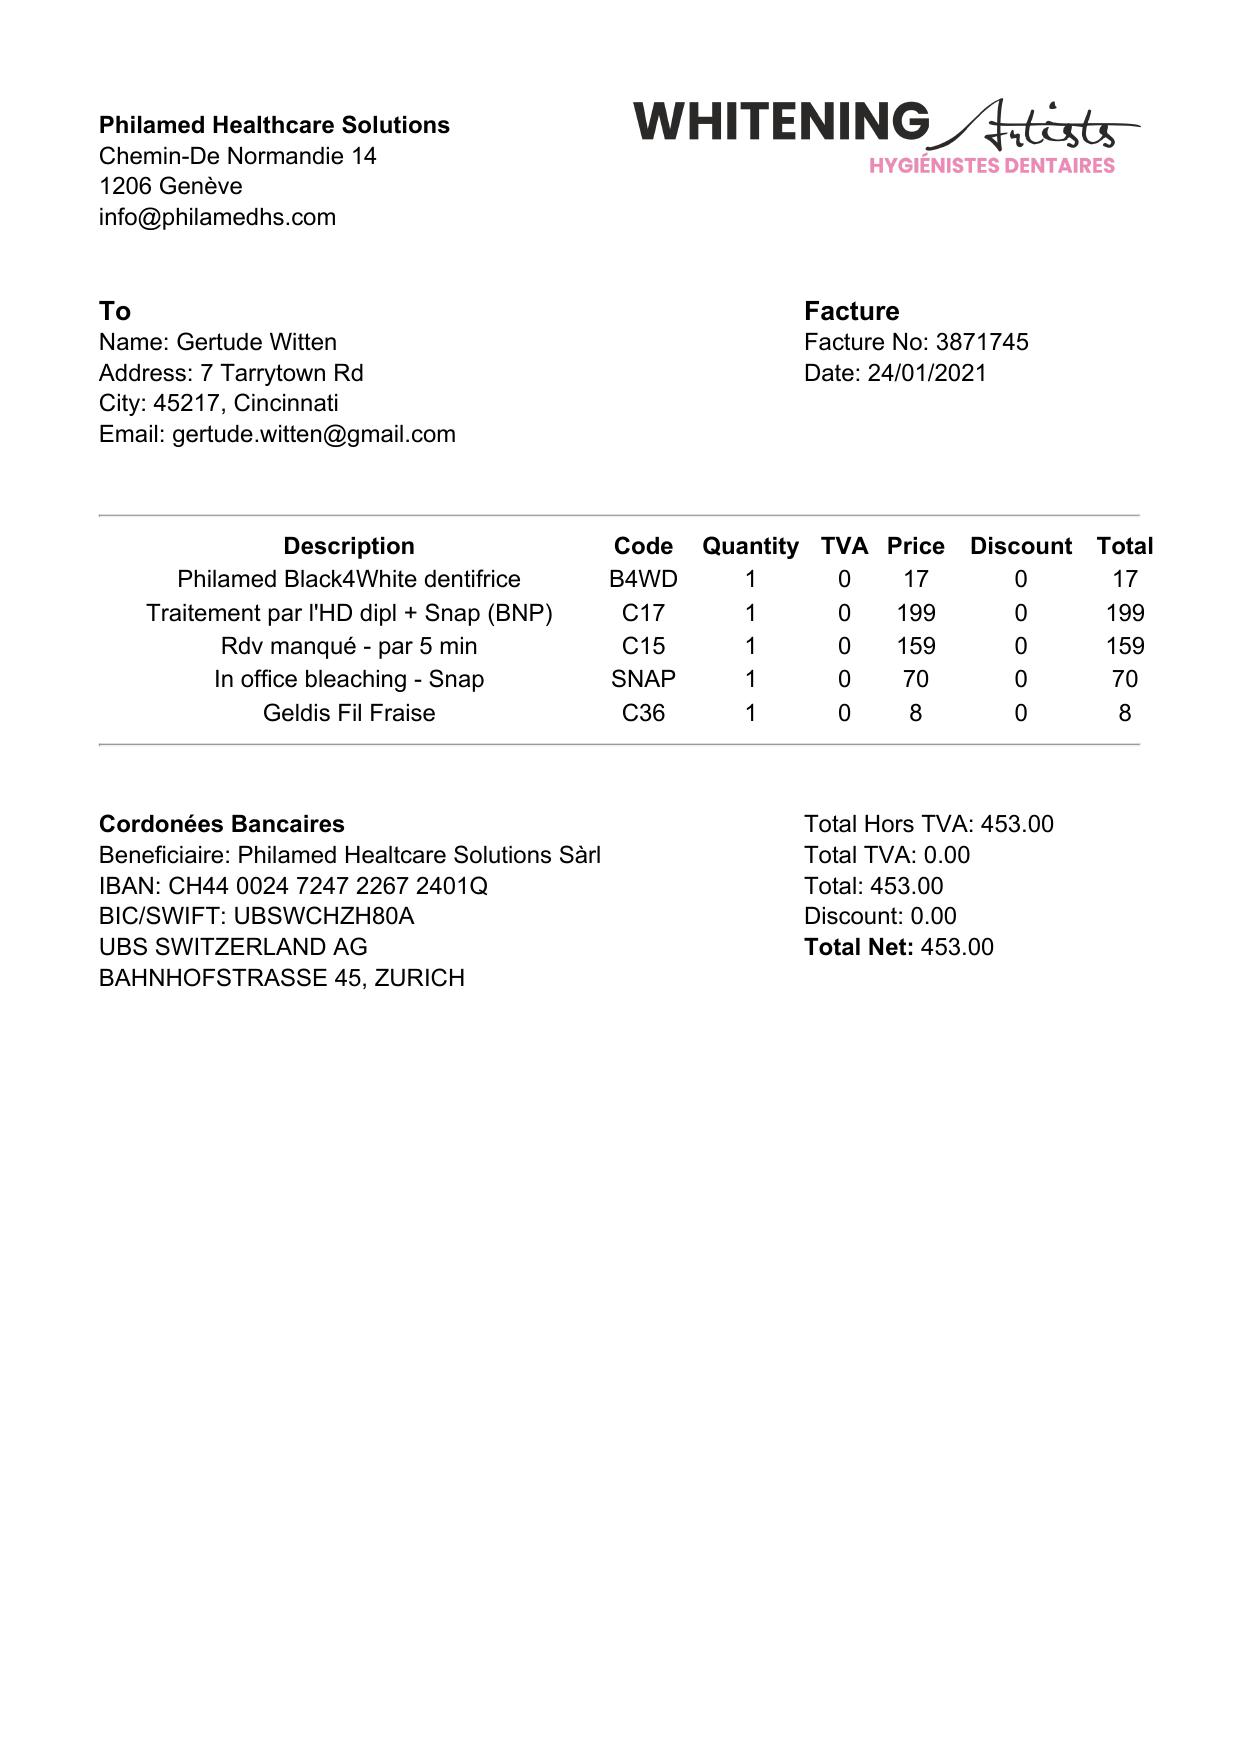 Philamed Healthcare Solutions
Chemin-De Normandie 14
1206 Genève
info@philamedhs.com
WHITENING Artists
HYGIÉNISTES DENTAIRES
To
Name: Gertude Witten
Address: 7 Tarrytown Rd
City: 45217, Cincinnati
Email: gertude.witten@gmail.com
Facture
Facture No: 3871745
Date: 24/01/2021
Description Code Quantity TVA Price Discount Total
Philamed Black4White dentifrice B4WD 1 0 17 0 17
Traitement par l'HD dipl + Snap (BNP) C17 1 0 199 0 199
Rdv manqué - par 5 min C15 1 0 159 0 159
In office bleaching - Snap SNAP 1 0 70 0 70
Geldis Fil Fraise C36 1 0 8 0 8
Cordonées Bancaires
Beneficiaire: Philamed Healtcare Solutions Sàrl
IBAN: CH44 0024 7247 2267 2401Q
BIC/SWIFT: UBSWCHZH80A
UBS SWITZERLAND AG
BAHNHOFSTRASSE 45, ZURICH
Total Hors TVA: 453.00
Total TVA: 0.00
Total: 453.00
Discount: 0.00
Total Net: 453.00